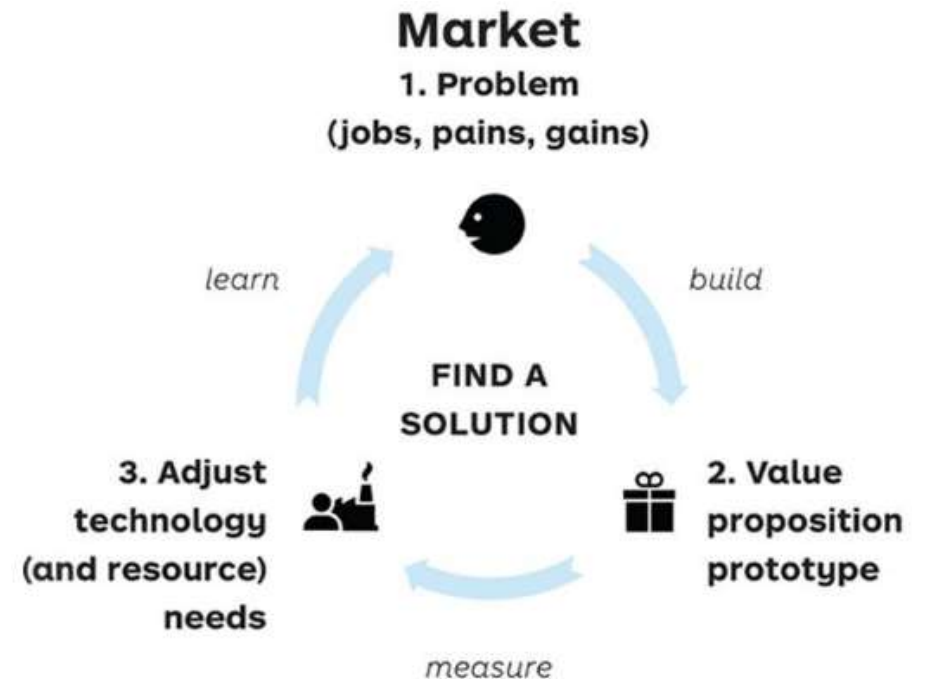 Market
1. Problem
(jobs, pains, gains)
learn
build
FIND A
SOLUTION
3. Adjust
technology
(and resource)
needs
2. Value
proposition
prototype
measure